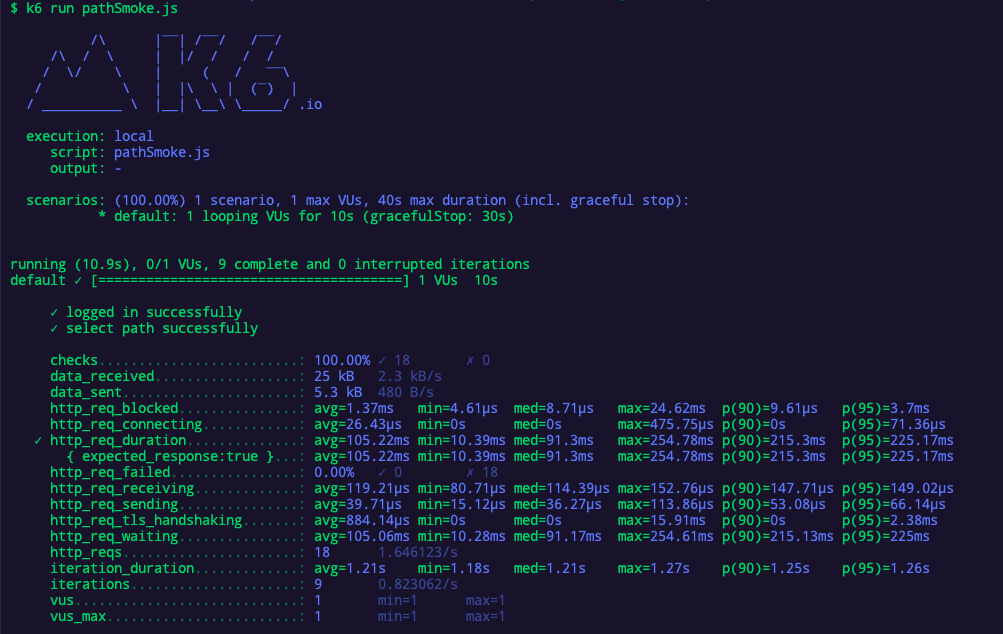 $ k6 run pathSmoke.js
.io
execution: local
script: pathSmoke.js
output: -
scenarios: (100.00%) 1 scenario, 1 max VUs, 40s max duration (incl. graceful stop):
* default: 1 looping VUs for 10s (gracefulStop: 30s)
running (10.9s), 0/1 VUs, 9 complete and 0 interrupted iterations
default ✓ [======================================] 1 VUs  10s
✓ logged in successfully
✓ select path successfully
checks.........................: 100.00% ✓ 18       ✗ 0
data_received..................: 25 kB   2.3 kB/s
data_sent......................: 5.3 kB  480 B/s
http_req_blocked...............: avg=1.37ms   min=4.61µs  med=8.71µs   max=24.62ms  p(90)=9.61µs   p(95)=3.7ms
http_req_connecting............: avg=26.43µs  min=0s      med=0s       max=475.75µs p(90)=0s       p(95)=71.36µs
✓ http_req_duration..............: avg=105.22ms min=10.39ms med=91.3ms   max=254.78ms p(90)=215.3ms  p(95)=225.17ms
{ expected_response:true }...: avg=105.22ms min=10.39ms med=91.3ms   max=254.78ms p(90)=215.3ms  p(95)=225.17ms
http_req_failed................: 0.00%   ✓ 0        ✗ 18
http_req_receiving.............: avg=119.21µs min=80.71µs med=114.39µs max=152.76µs p(90)=147.71µs p(95)=149.02µs
http_req_sending...............: avg=39.71µs  min=15.12µs med=36.27µs  max=113.86µs p(90)=53.08µs  p(95)=66.14µs
http_req_tls_handshaking.......: avg=884.14µs min=0s      med=0s       max=15.91ms  p(90)=0s       p(95)=2.38ms
http_req_waiting...............: avg=105.06ms min=10.28ms med=91.17ms  max=254.61ms p(90)=215.13ms p(95)=225ms
http_reqs......................: 18      1.646123/s
iteration_duration.............: avg=1.21s    min=1.18s   med=1.21s    max=1.27s    p(90)=1.25s    p(95)=1.26s
iterations.....................: 9       0.823062/s
vus............................: 1       min=1      max=1
vus_max........................: 1       min=1      max=1